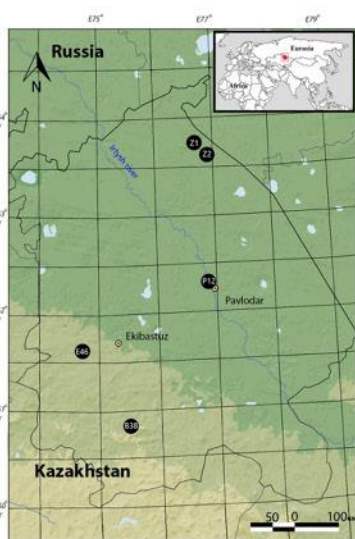 E75° E77° E79°
Russia
Eurasia
Africa
N
Z1
Z2
Irtysh river
P12
Pavlodar
Ekibastuz
E46
B38
Kazakhstan
50 0 100